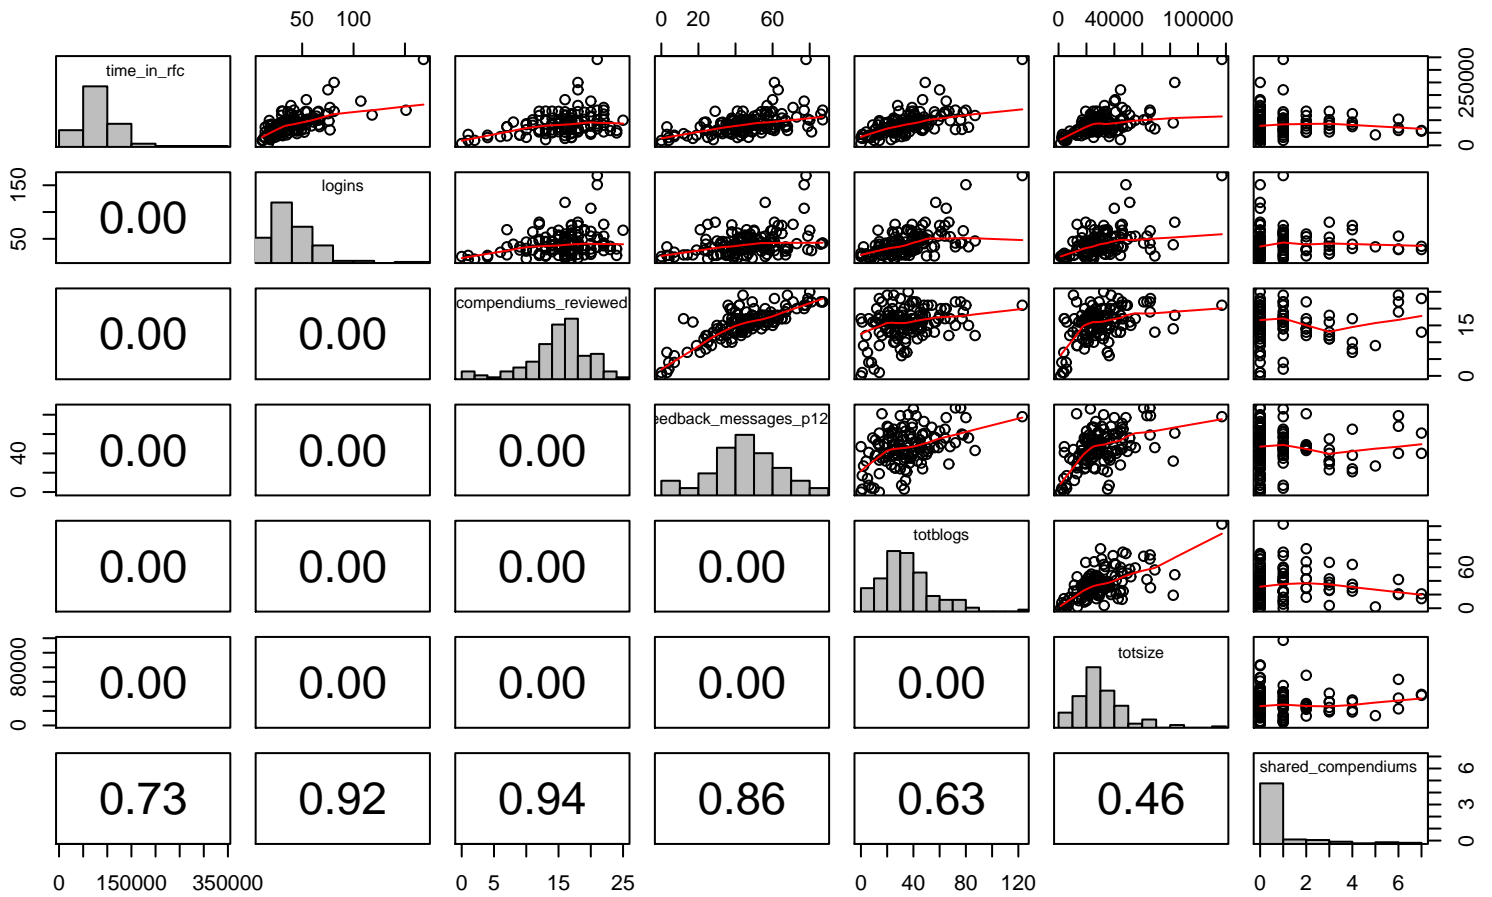 50 100 0 20 60 0 40000 100000
time_in_rfc
0 250000
logins
50 150
0.00
compendiums_reviewed
0.00 0.00
0 15
eedback_messages_p12
0 40
0.00 0.00 0.00
totblogs
0.00 0.00 0.00 0.00
0 60
totsize
0 80000
0.00 0.00 0.00 0.00 0.00
shared_compendiums
0.73 0.92 0.94 0.86 0.63 0.46
0 3 6
0 150000 350000 0 5 15 25 0 40 80 120 0 2 4 6